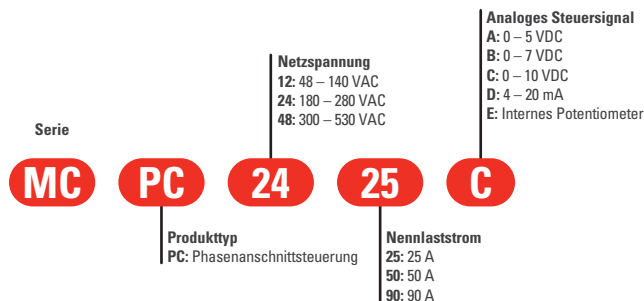 Analoges Steuersignal
A: 0 – 5 VDC
B: 0 – 7 VDC
C: 0 – 10 VDC
D: 4 – 20 mA
E: Internes Potentiometer
Netzspannung
12: 48 – 140 VAC
24: 180 – 280 VAC
48: 300 – 530 VAC
Serie
MC PC 24 25 C
Produkttyp
PC: Phasenanschnittsteuerung
Nennlaststrom
25: 25 A
50: 50 A
90: 90 A